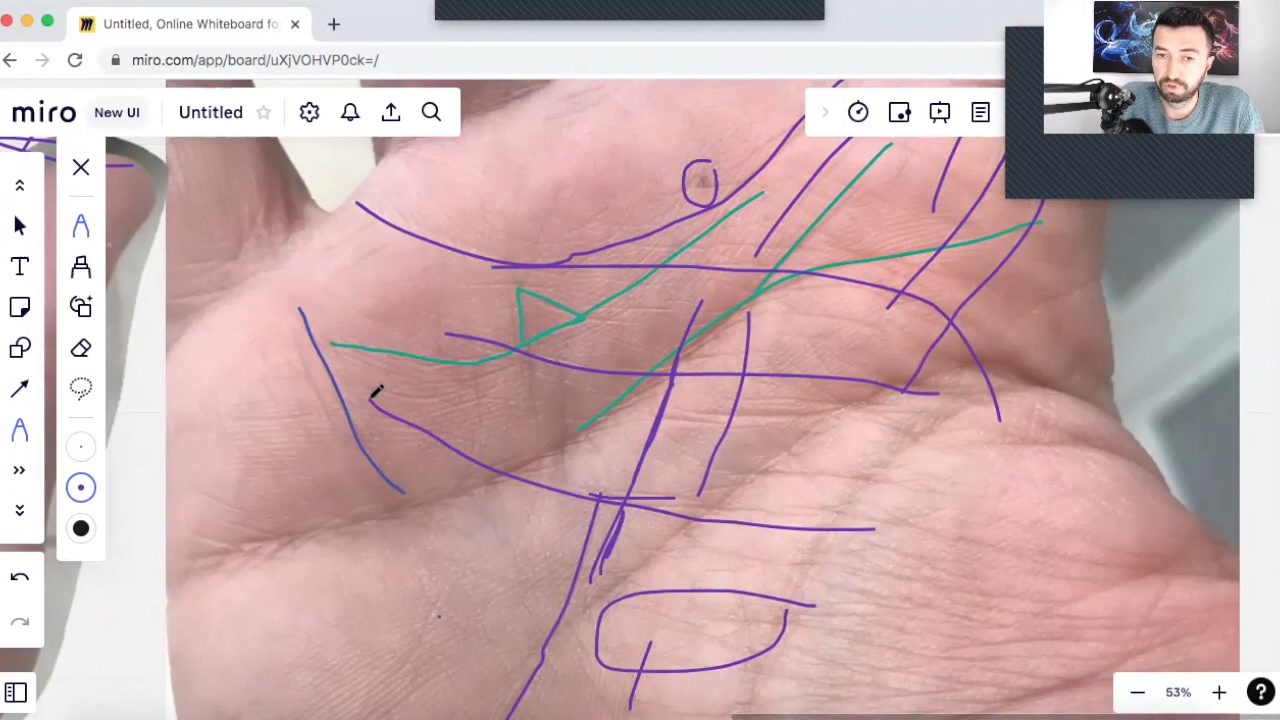 Untitled, Online Whiteboard fo
miro.com/app/board/uXjVOHVP0ck=/
miro New UI Untitled
53%